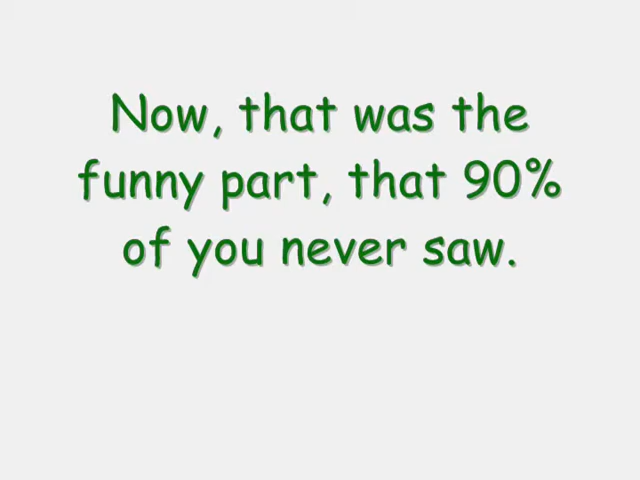 Now, that was the
funny part, that 90%
of you never saw.